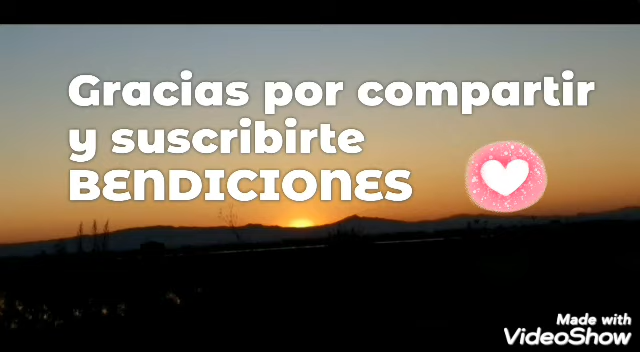 Gracias por compartir
y suscribirte
BENDICIONES
Made with
VideoShow